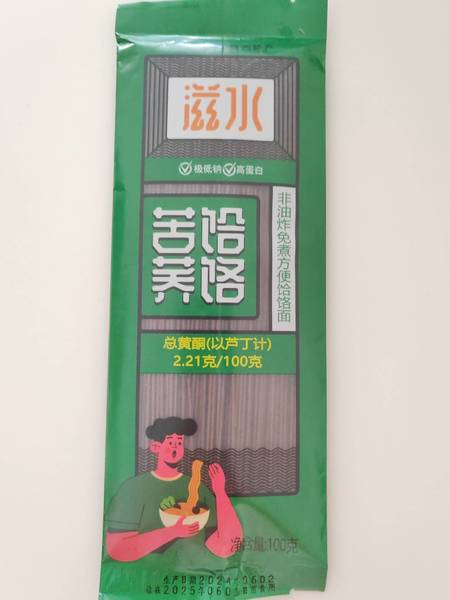 滋水
极低钠 高蛋白
苦荞饸饹
非油炸免煮方便饸饹面
总黄酮(以芦丁计)
2.21克/100克
净含量:100克